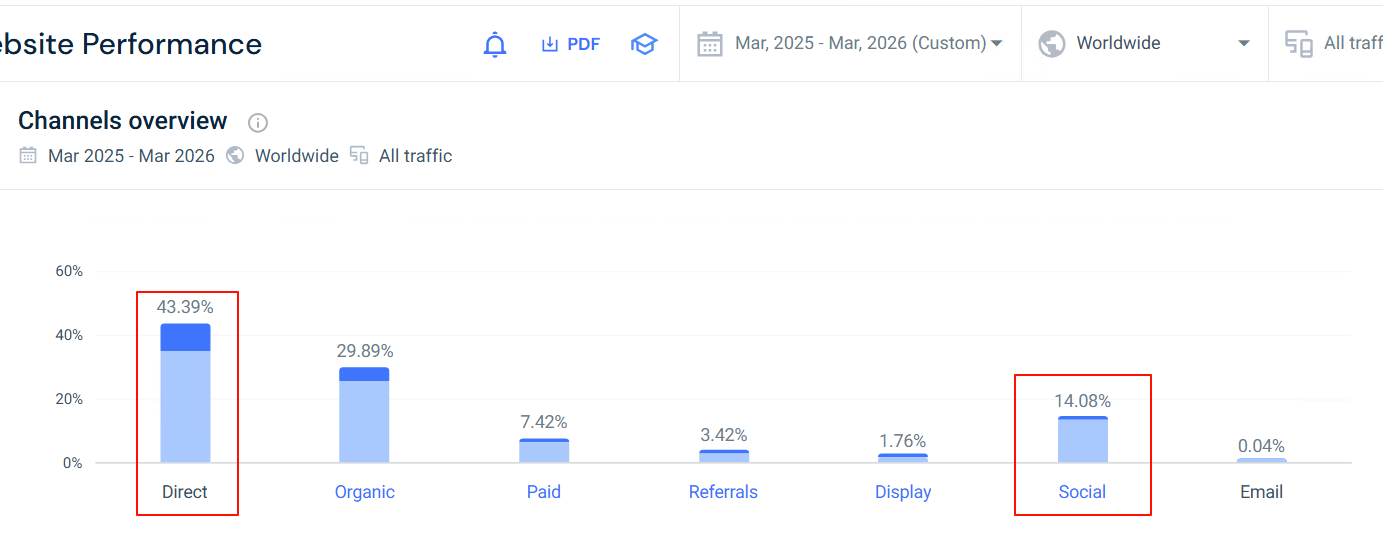 ebsite Performance
PDF
Mar, 2025 - Mar, 2026 (Custom)
Worldwide
All traff
Channels overview
Mar 2025 - Mar 2026 Worldwide All traffic
60%
40%
20%
0%
43.39%
29.89%
7.42%
3.42%
1.76%
14.08%
0.04%
Direct
Organic
Paid
Referrals
Display
Social
Email